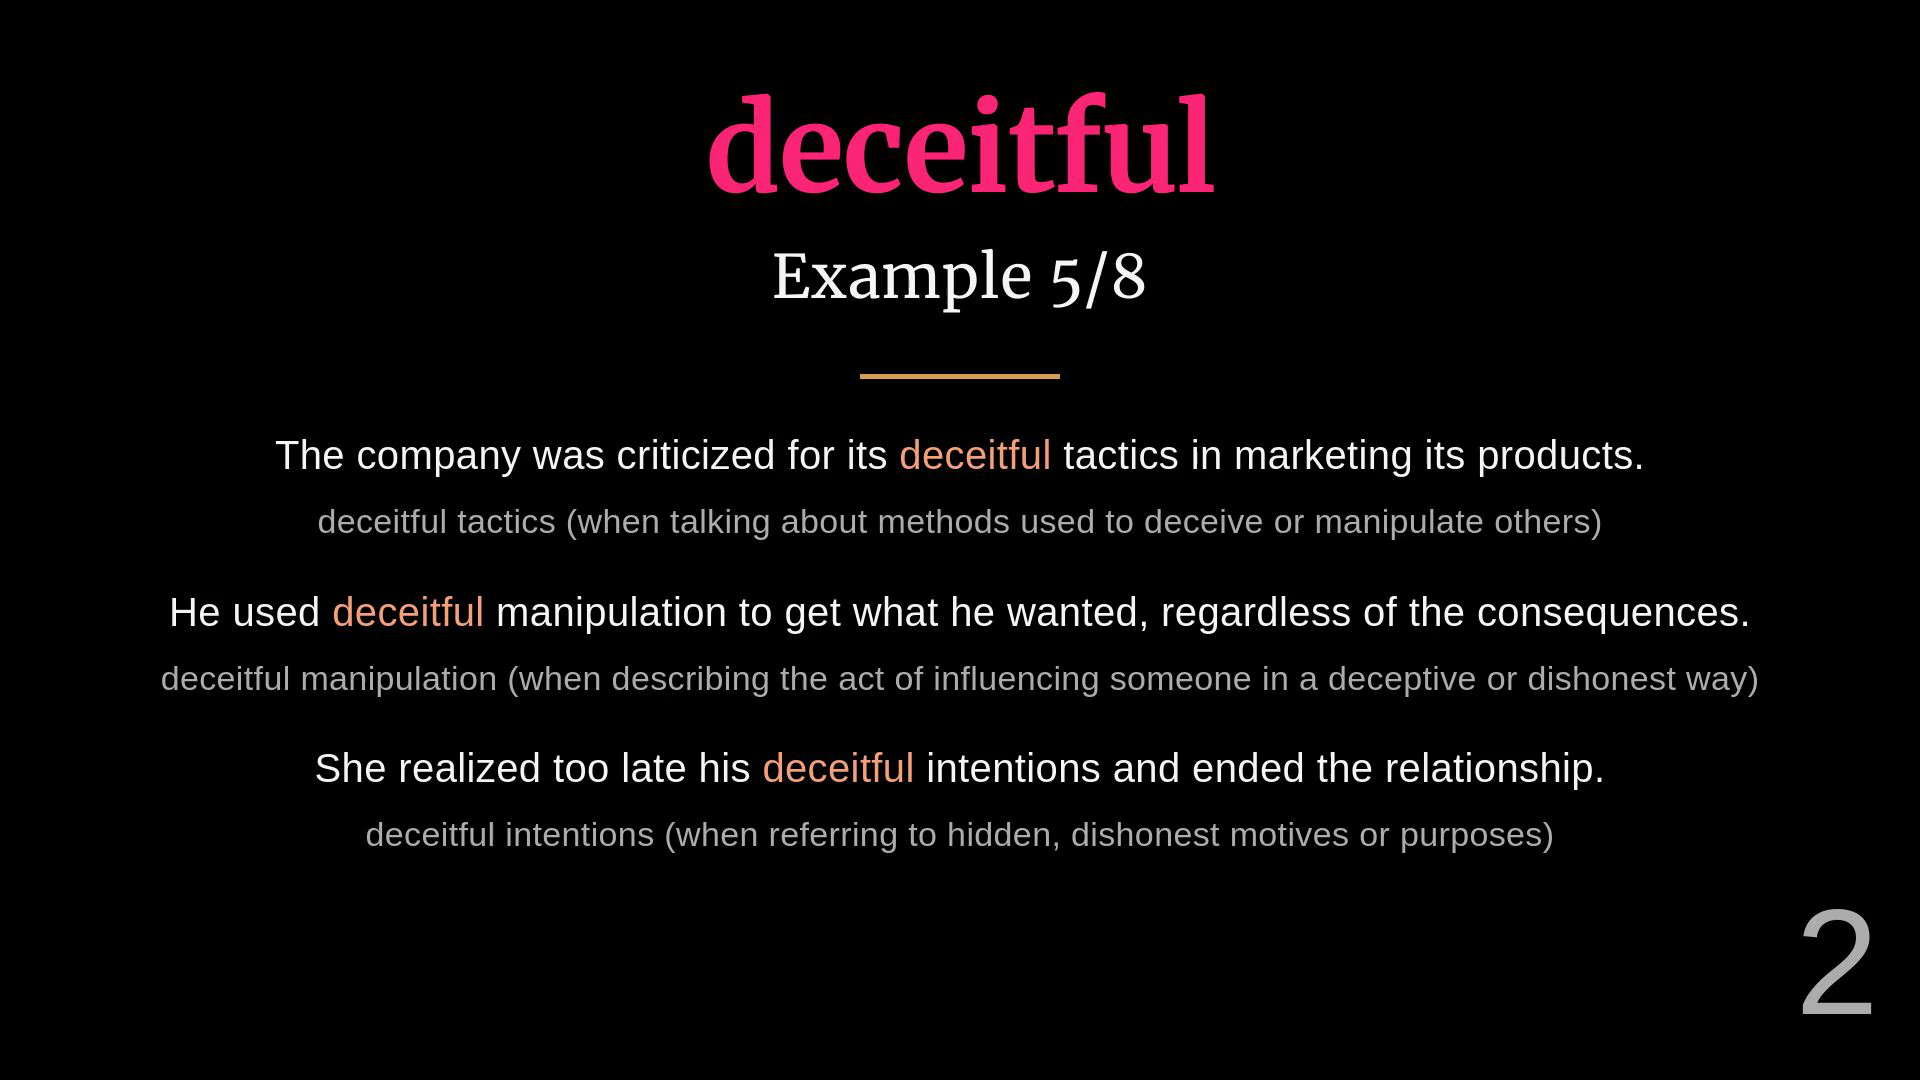 deceitful
Example 5/8
The company was criticized for its deceitful tactics in marketing its products.
deceitful tactics (when talking about methods used to deceive or manipulate others)
He used deceitful manipulation to get what he wanted, regardless of the consequences.
deceitful manipulation (when describing the act of influencing someone in a deceptive or dishonest way)
She realized too late his deceitful intentions and ended the relationship.
deceitful intentions (when referring to hidden, dishonest motives or purposes)
2